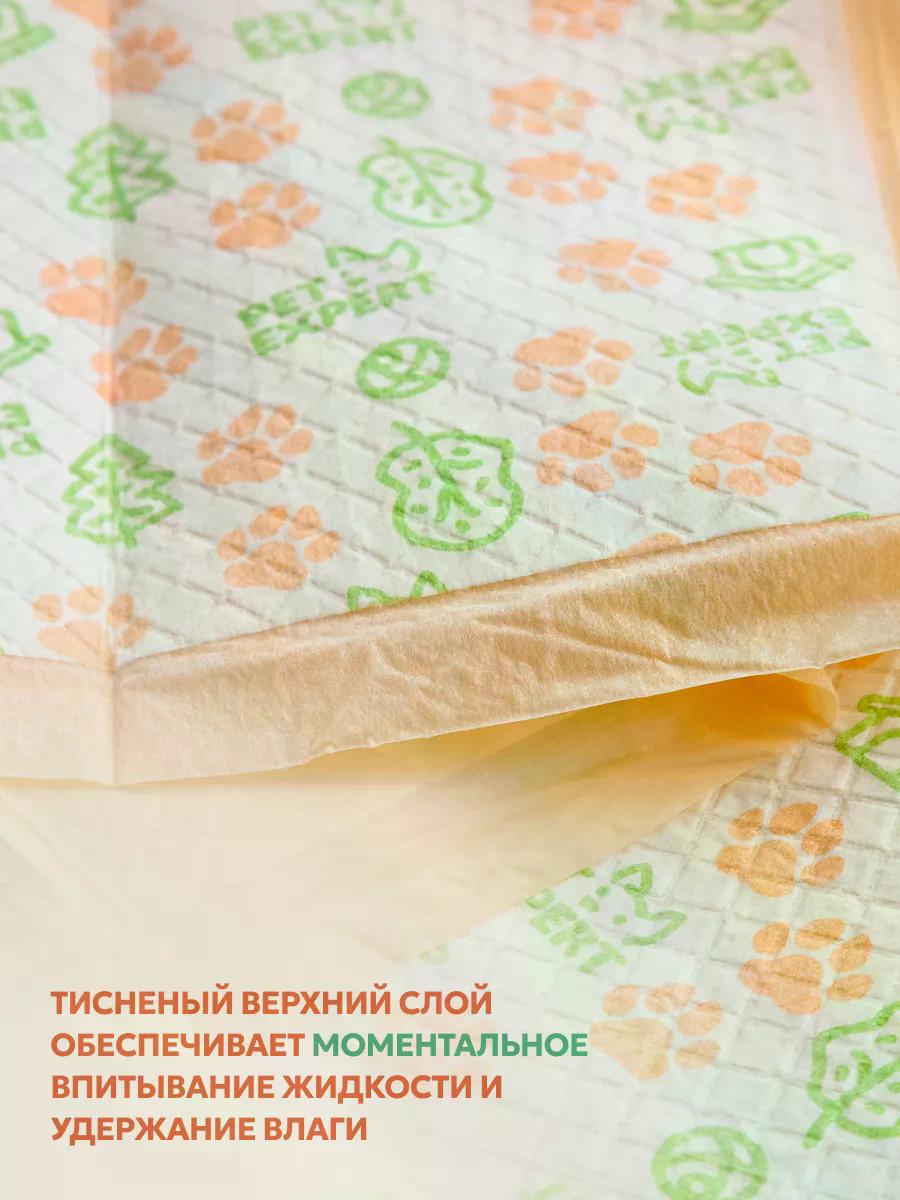 PET EXPERT
PET EXPERT
PET
EXPERT
PET
EXPERT
ТИСНЕНЫЙ ВЕРХНИЙ СЛОЙ
ОБЕСПЕЧИВАЕТ МОМЕНТАЛЬНОЕ
ВПИТЫВАНИЕ ЖИДКОСТИ И
УДЕРЖАНИЕ ВЛАГИ